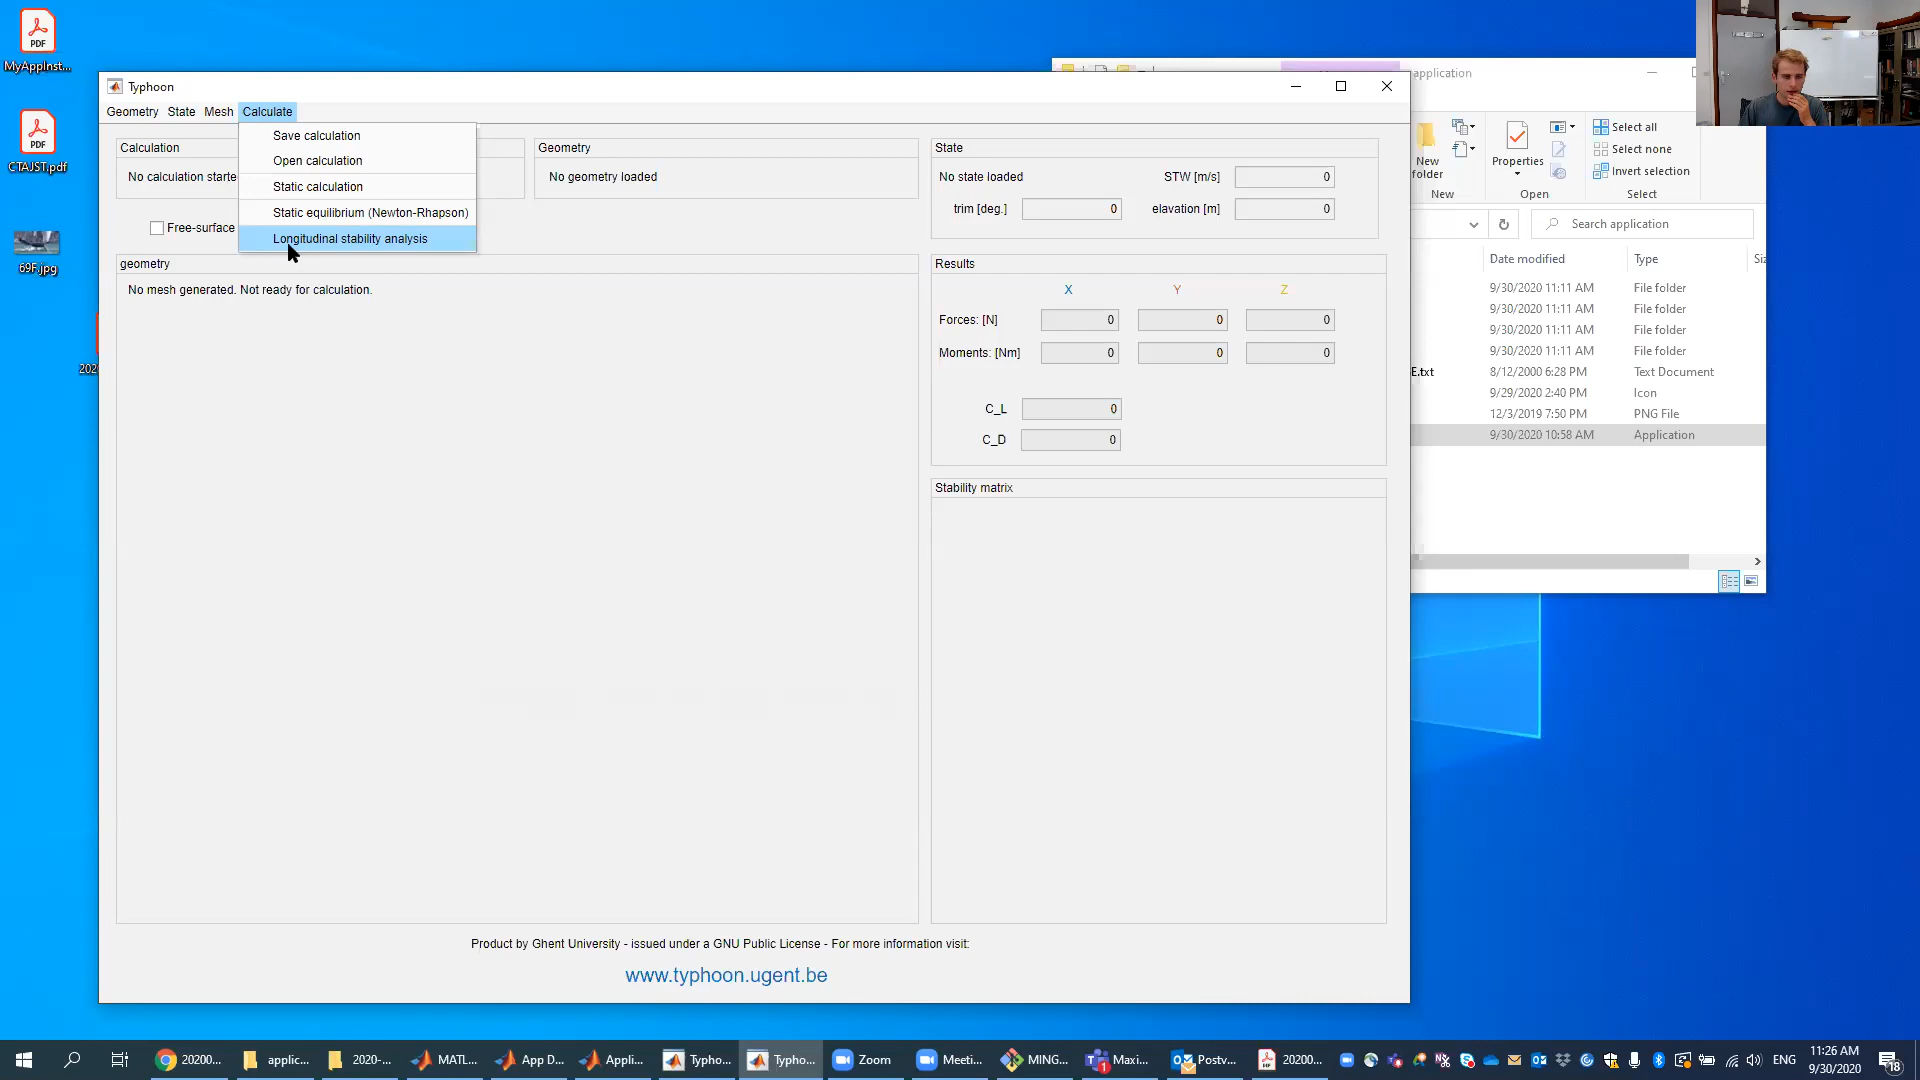 MyAppInst...
CTAJST.pdf
69F.jpg
202
Typhoon
Geometry State Mesh Calculate
Save calculation
Open calculation
Static calculation
Static equilibrium (Newton-Rhapson)
Longitudinal stability analysis
Calculation
No calculation starte
Free-surface
Geometry
No geometry loaded
State
No state loaded
STW [m/s] 0
trim [deg.] 0
elavation [m] 0
geometry
No mesh generated. Not ready for calculation.
Results
X Y Z
Forces: [N] 0 0 0
Moments: [Nm] 0 0 0
C_L 0
C_D 0
Stability matrix
Product by Ghent University - issued under a GNU Public License - For more information visit:
www.typhoon.ugent.be
application
New folder
New
Properties
Open
Select all
Select none
Invert selection
Select
Search application
Date modified Type Siz
9/30/2020 11:11 AM File folder
9/30/2020 11:11 AM File folder
9/30/2020 11:11 AM File folder
9/30/2020 11:11 AM File folder
E.txt 8/12/2000 6:28 PM Text Document
9/29/2020 2:40 PM Icon
12/3/2019 7:50 PM PNG File
9/30/2020 10:58 AM Application
20200... applic... 2020-... MATL... App D... Appli... Typho... Typho... Zoom Meeti... MING... Maxi... Postv... 20200... ENG
11:26 AM
9/30/2020
18